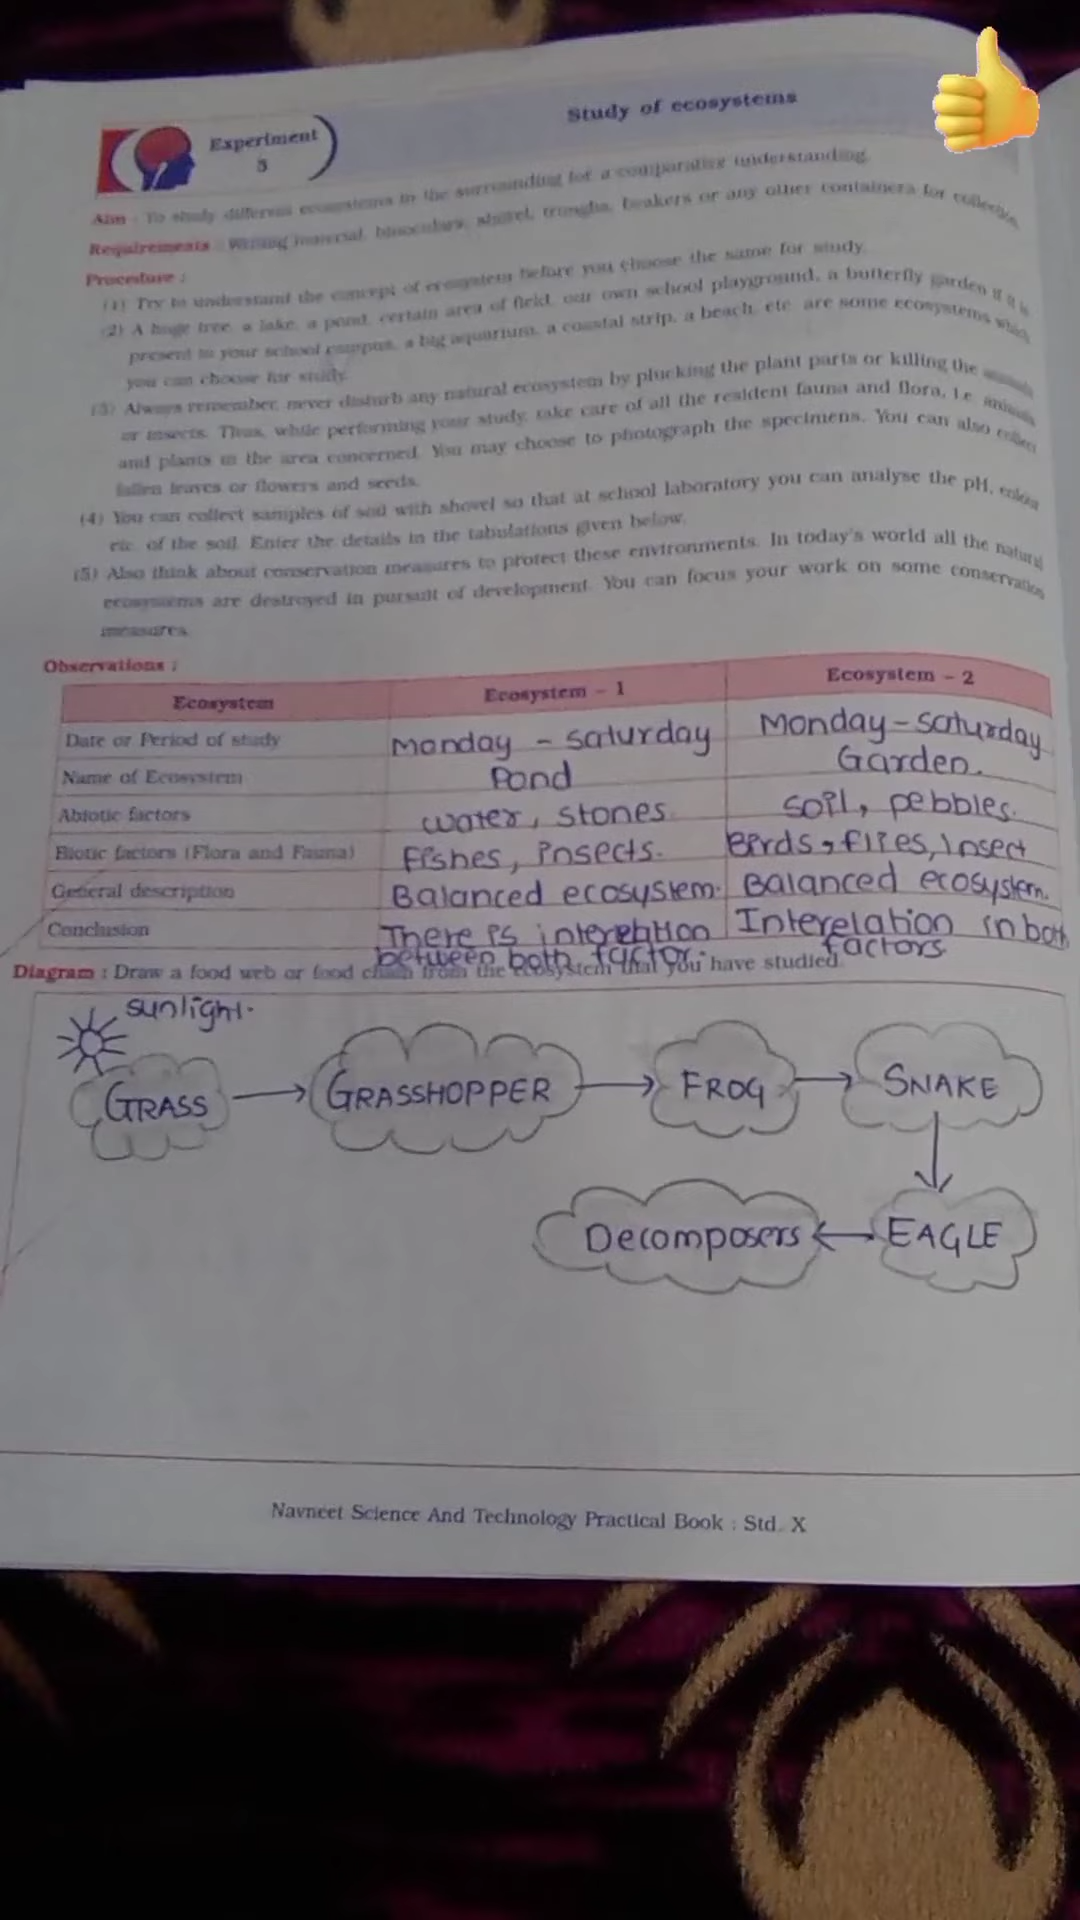 Study of ecosystems
Experiment
5
Aim : To study different ecosystems in the surrounding for a comparative understanding.
Requirements : Writing material, binoculars, shovel, troughs, beakers or any other containers for collection.
Procedure :
(1) Try to understand the concept of ecosystem before you choose the same for study.
(2) A huge tree, a lake, a pond, certain area of field, our own school playground, a butterfly garden if it is
present in your school campus, a big aquarium, a coastal strip, a beach, etc. are some ecosystems which
you can choose for study.
(3) Always remember, never disturb any natural ecosystem by plucking the plant parts or killing the animals
or insects. Thus, while performing your study, take care of all the resident fauna and flora, i.e. animals
and plants in the area concerned. You may choose to photograph the specimens. You can also collect
fallen leaves or flowers and seeds.
(4) You can collect samples of soil with shovel so that at school laboratory you can analyse the pH, colour
etc. of the soil. Enter the details in the tabulations given below.
(5) Also think about conservation measures to protect these environments. In today's world all the natural
ecosystems are destroyed in pursuit of development. You can focus your work on some conservation
measures.
Observations :
Ecosystem Ecosystem - 1 Ecosystem - 2
Date or Period of study Monday - saturday Monday - saturday
Name of Ecosystem Pond Garden.
Abiotic factors water, stones. soil, pebbles.
Biotic factors (Flora and Fauna) Fishes, insects. Birds, flies, Insect
General description Balanced ecosystem. Balanced ecosystem.
Conclusion There is interelation Interelation in both
between both factor. factors
Diagram : Draw a food web or food chain from the ecosystem that you have studied.
sunlight.
GRASS GRASSHOPPER FROG SNAKE
Decomposers EAGLE
Navneet Science And Technology Practical Book : Std. X